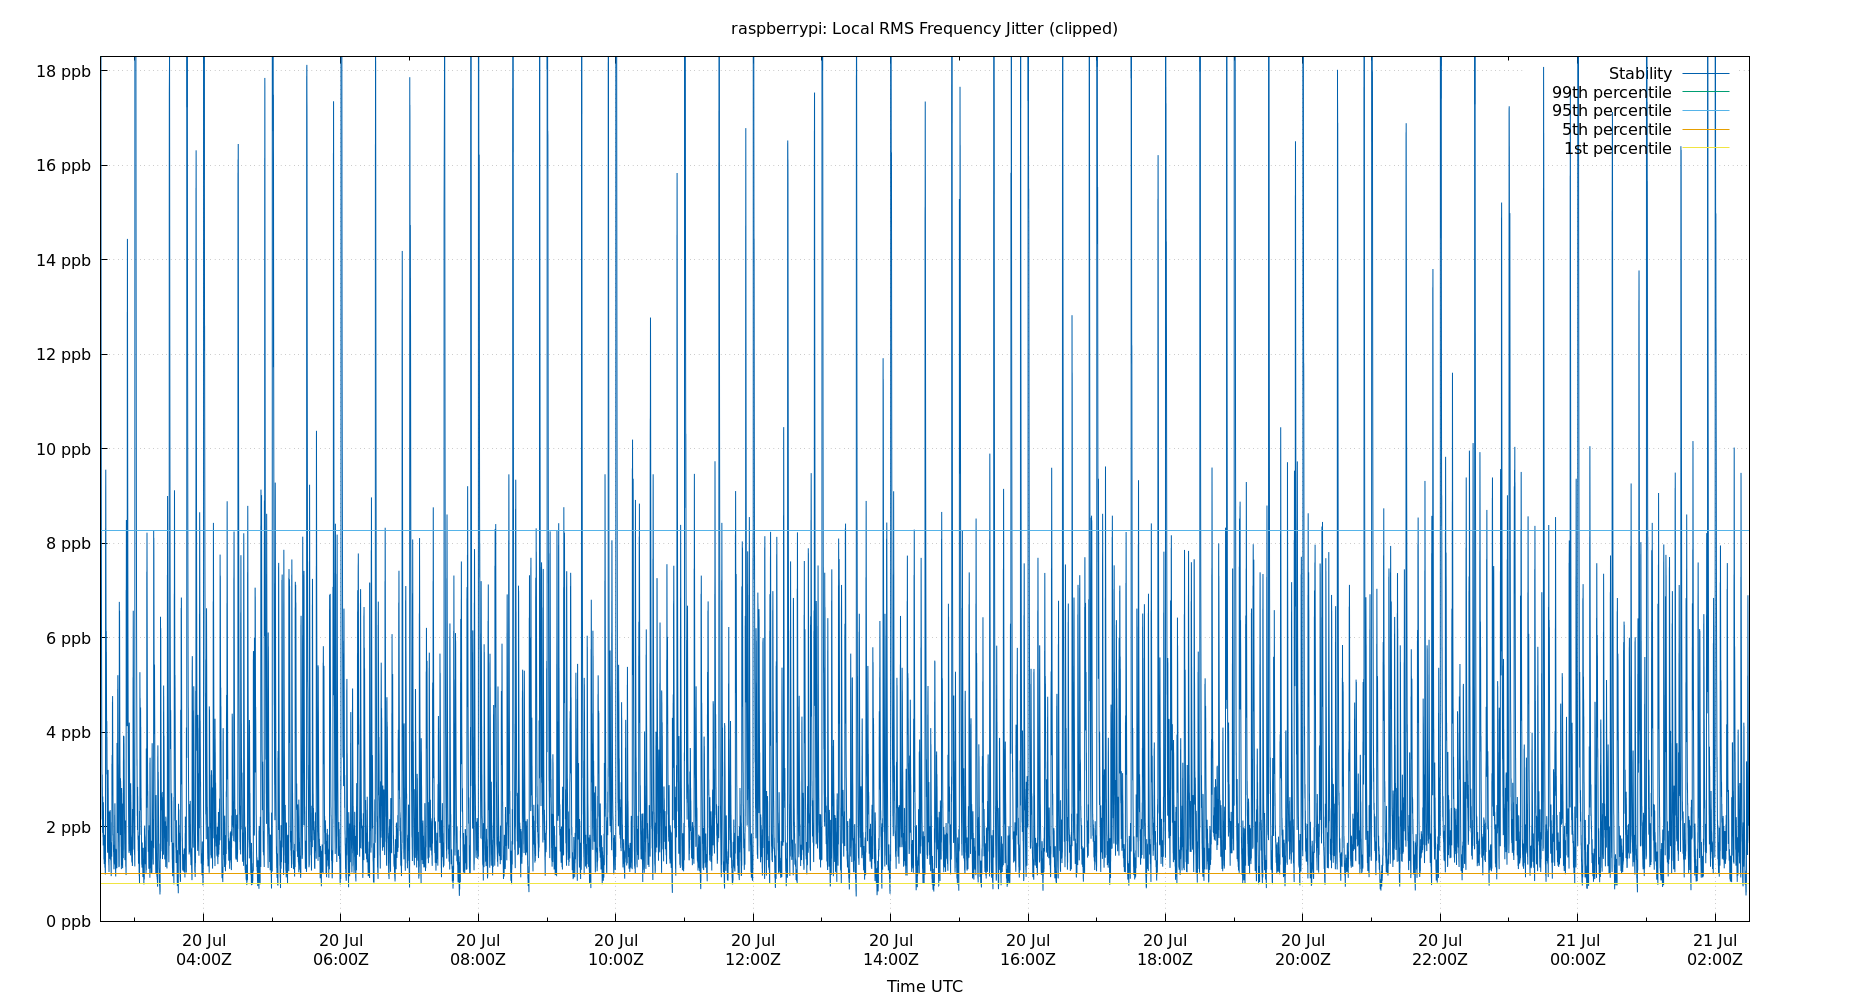 raspberrypi: Local RMS Frequency Jitter (clipped)
18 ppb
16 ppb
14 ppb
12 ppb
10 ppb
8 ppb
6 ppb
4 ppb
2 ppb
0 ppb
Stability
99th percentile
95th percentile
5th percentile
1st percentile
20 Jul 20 Jul 20 Jul 20 Jul 20 Jul 20 Jul 20 Jul 20 Jul 20 Jul 20 Jul 21 Jul 21 Jul
04:00Z 06:00Z 08:00Z 10:00Z 12:00Z 14:00Z 16:00Z 18:00Z 20:00Z 22:00Z 00:00Z 02:00Z
Time UTC